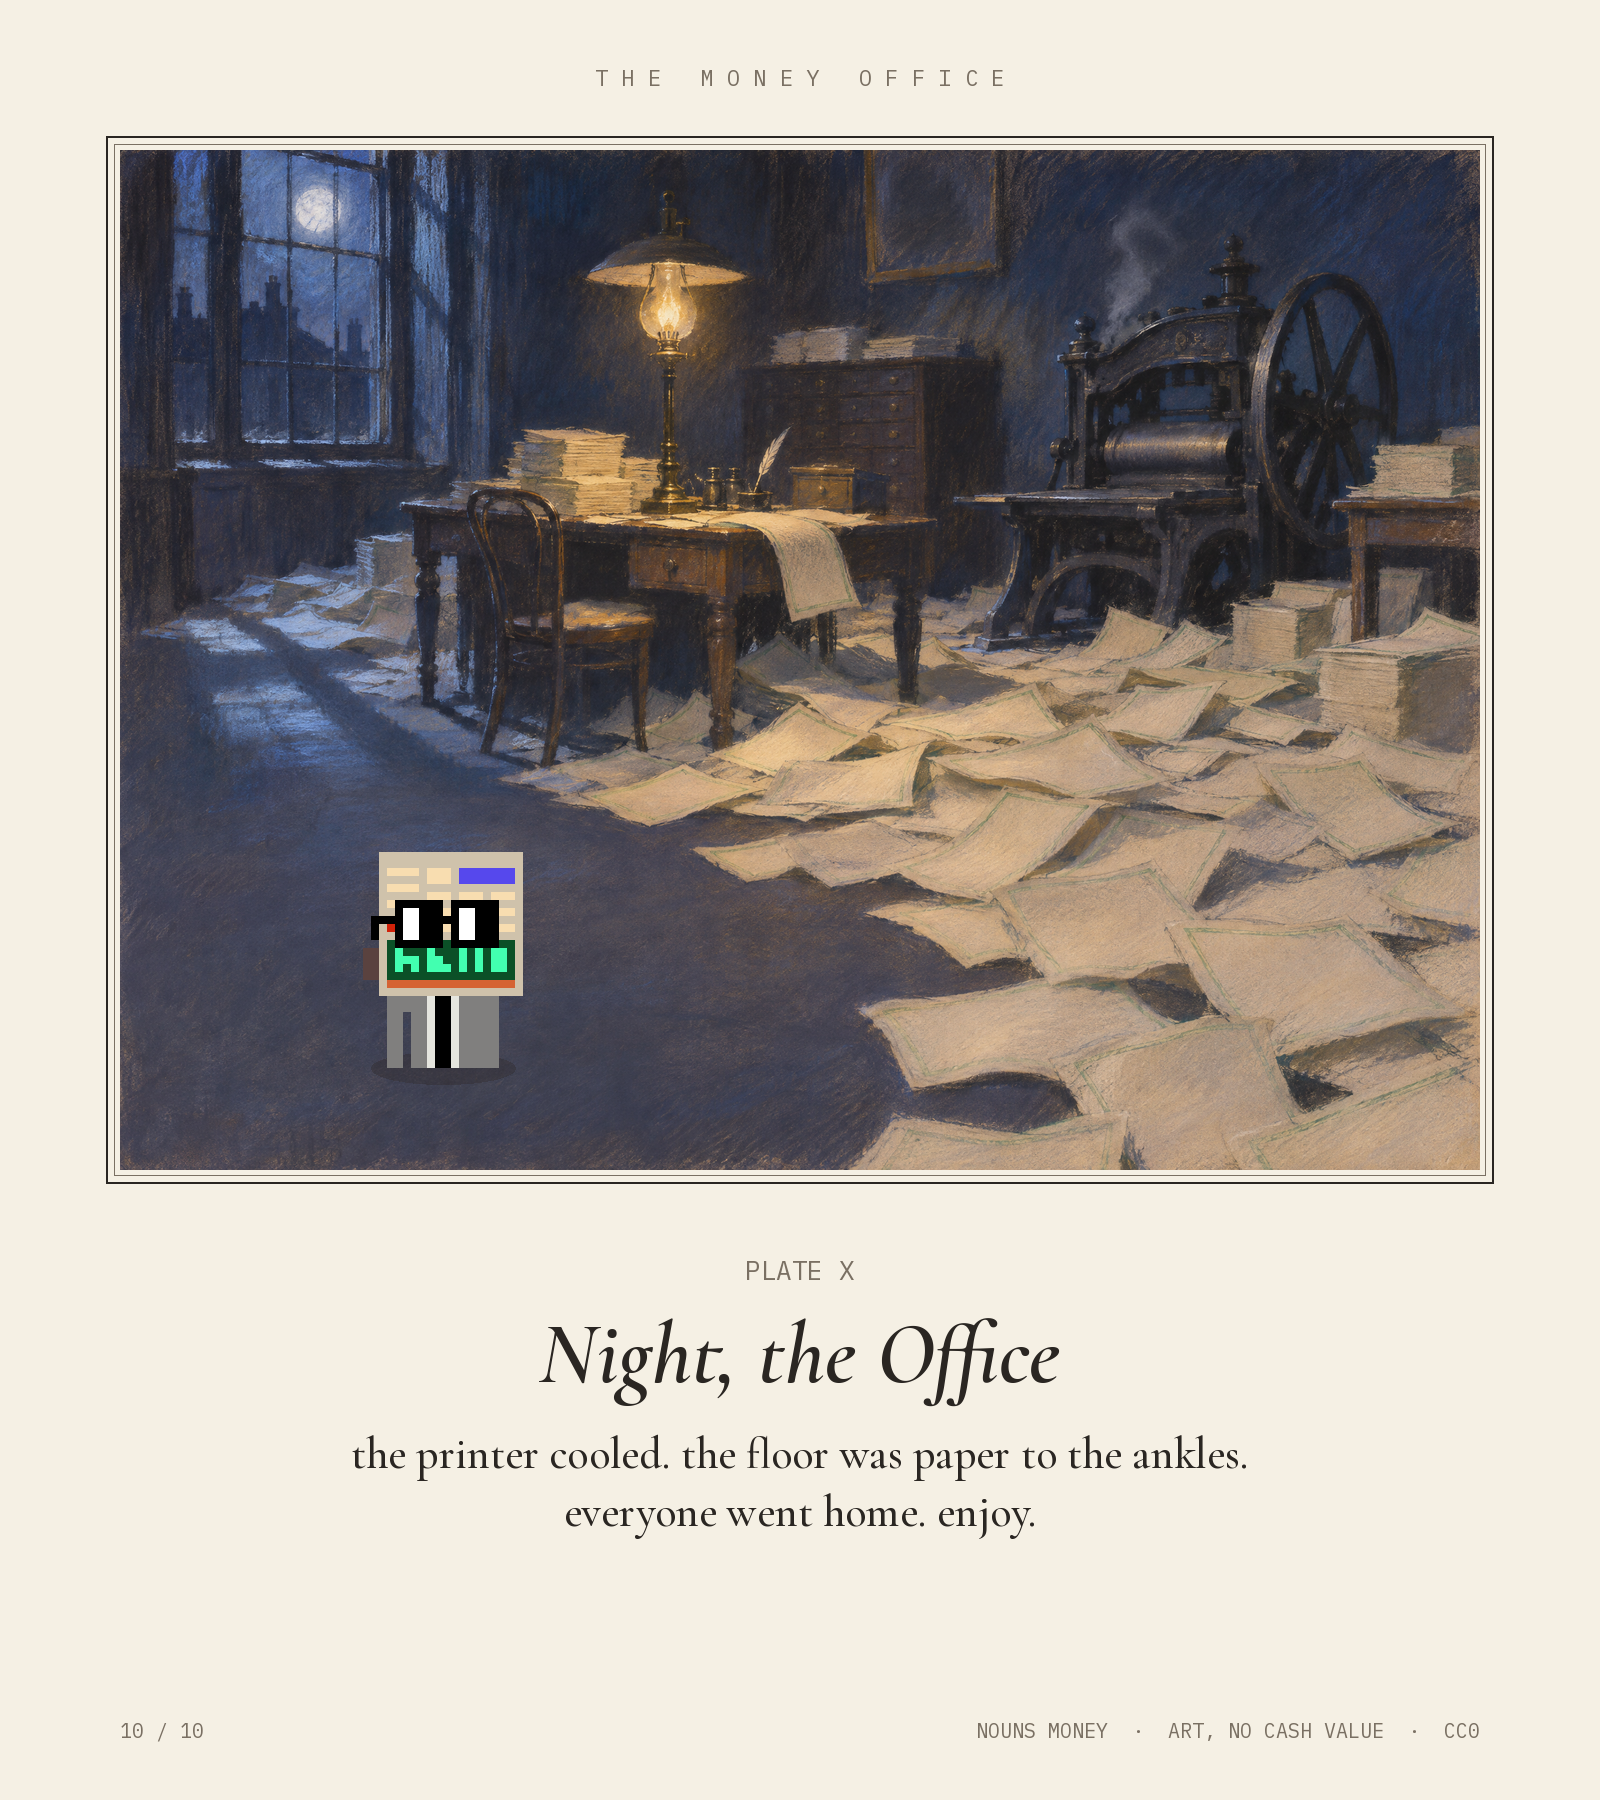 THE MONEY OFFICE
PLATE X
Night, the Office
the printer cooled. the floor was paper to the ankles.
everyone went home. enjoy.
10 / 10
NOUNS MONEY · ART, NO CASH VALUE · CC0